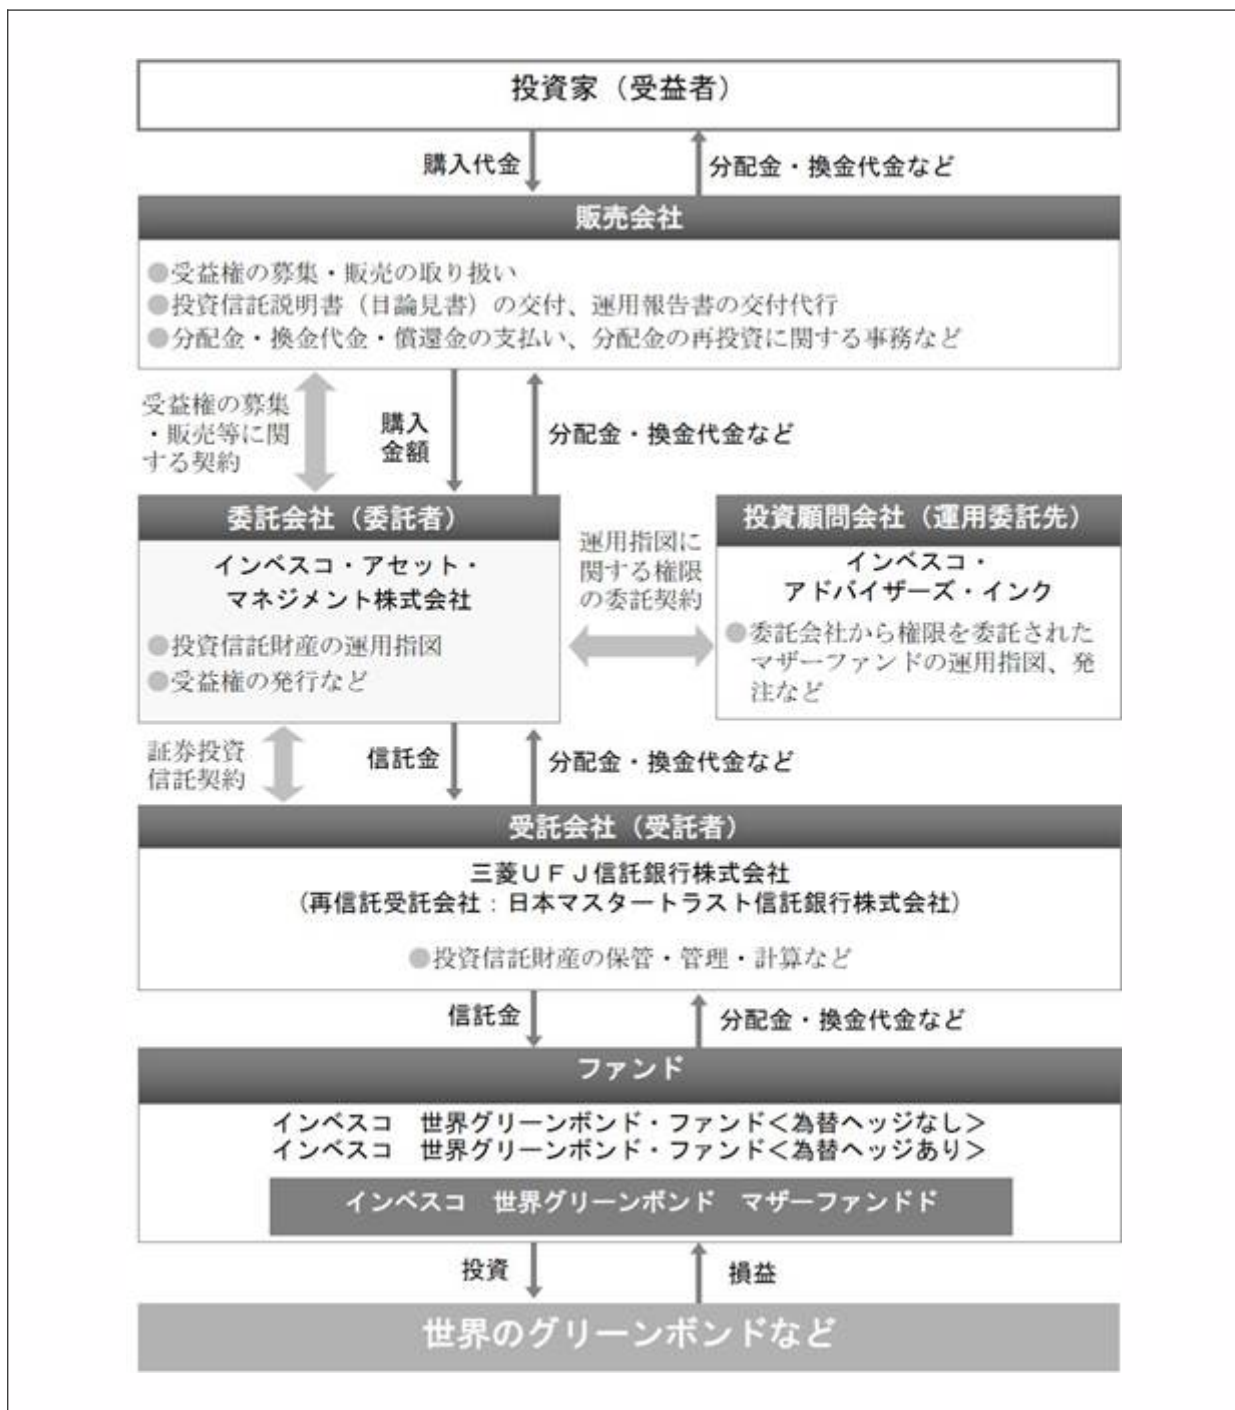 投資家（受益者）
購入代金
分配金・換金代金など
販売会社
●受益権の募集・販売の取り扱い
●投資信託説明書（目論見書）の交付、運用報告書の交付代行
●分配金・換金代金・償還金の支払い、分配金の再投資に関する事務など
受益権の募集
・販売等に関
する契約
購入
金額
分配金・換金代金など
委託会社（委託者）
インベスコ・アセット・
マネジメント株式会社
●投資信託財産の運用指図
●受益権の発行など
運用指図に
関する権限
の委託契約
投資顧問会社（運用委託先）
インベスコ・
アドバイザーズ・インク
●委託会社から権限を委託された
マザーファンドの運用指図、発
注など
証券投資
信託契約
信託金
分配金・換金代金など
受託会社（受託者）
三菱ＵＦＪ信託銀行株式会社
（再信託受託会社：日本マスタートラスト信託銀行株式会社）
●投資信託財産の保管・管理・計算など
信託金
分配金・換金代金など
ファンド
インベスコ　世界グリーンボンド・ファンド＜為替ヘッジなし＞
インベスコ　世界グリーンボンド・ファンド＜為替ヘッジあり＞
インベスコ　世界グリーンボンド　マザーファンドド
投資
損益
世界のグリーンボンドなど